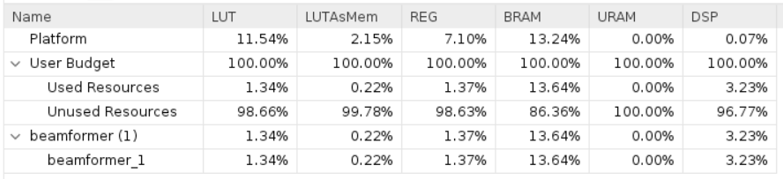 Name LUT LUTAsMem REG BRAM URAM DSP
Platform 11.54% 2.15% 7.10% 13.24% 0.00% 0.07%
User Budget 100.00% 100.00% 100.00% 100.00% 100.00% 100.00%
Used Resources 1.34% 0.22% 1.37% 13.64% 0.00% 3.23%
Unused Resources 98.66% 99.78% 98.63% 86.36% 100.00% 96.77%
beamformer (1) 1.34% 0.22% 1.37% 13.64% 0.00% 3.23%
beamformer_1 1.34% 0.22% 1.37% 13.64% 0.00% 3.23%